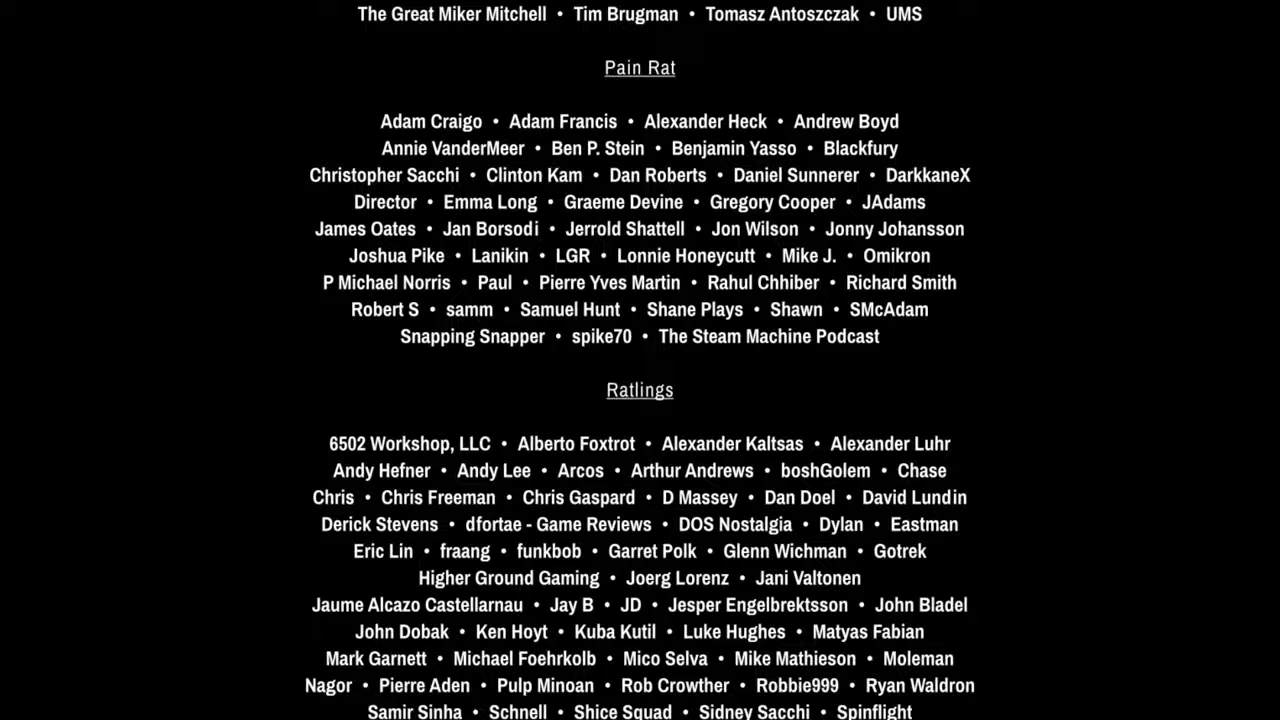 The Great Miker Mitchell • Tim Brugman • Tomasz Antoszczak • UMS
Pain Rat
Adam Craigo • Adam Francis • Alexander Heck • Andrew Boyd
Annie VanderMeer • Ben P. Stein • Benjamin Yasso • Blackfury
Christopher Sacchi • Clinton Kam • Dan Roberts • Daniel Sunnerer • DarkkaneX
Director • Emma Long • Graeme Devine • Gregory Cooper • JAdams
James Oates • Jan Borsodi • Jerrold Shattell • Jon Wilson • Jonny Johansson
Joshua Pike • Lanikin • LGR • Lonnie Honeycutt • Mike J. • Omikron
P Michael Norris • Paul • Pierre Yves Martin • Rahul Chhiber • Richard Smith
Robert S • samm • Samuel Hunt • Shane Plays • Shawn • SMcAdam
Snapping Snapper • spike70 • The Steam Machine Podcast
Ratlings
6502 Workshop, LLC • Alberto Foxtrot • Alexander Kaltsas • Alexander Luhr
Andy Hefner • Andy Lee • Arcos • Arthur Andrews • boshGolem • Chase
Chris • Chris Freeman • Chris Gaspard • D Massey • Dan Doel • David Lundin
Derick Stevens • dfortae - Game Reviews • DOS Nostalgia • Dylan • Eastman
Eric Lin • fraang • funkbob • Garret Polk • Glenn Wichman • Gotrek
Higher Ground Gaming • Joerg Lorenz • Jani Valtonen
Jaume Alcazo Castellarnau • Jay B • JD • Jesper Engelbrektsson • John Bladel
John Dobak • Ken Hoyt • Kuba Kutil • Luke Hughes • Matyas Fabian
Mark Garnett • Michael Foehrkolb • Mico Selva • Mike Mathieson • Moleman
Nagor • Pierre Aden • Pulp Minoan • Rob Crowther • Robbie999 • Ryan Waldron
Samir Sinha • Schnell • Shice Squad • Sidney Sacchi • Spinflight